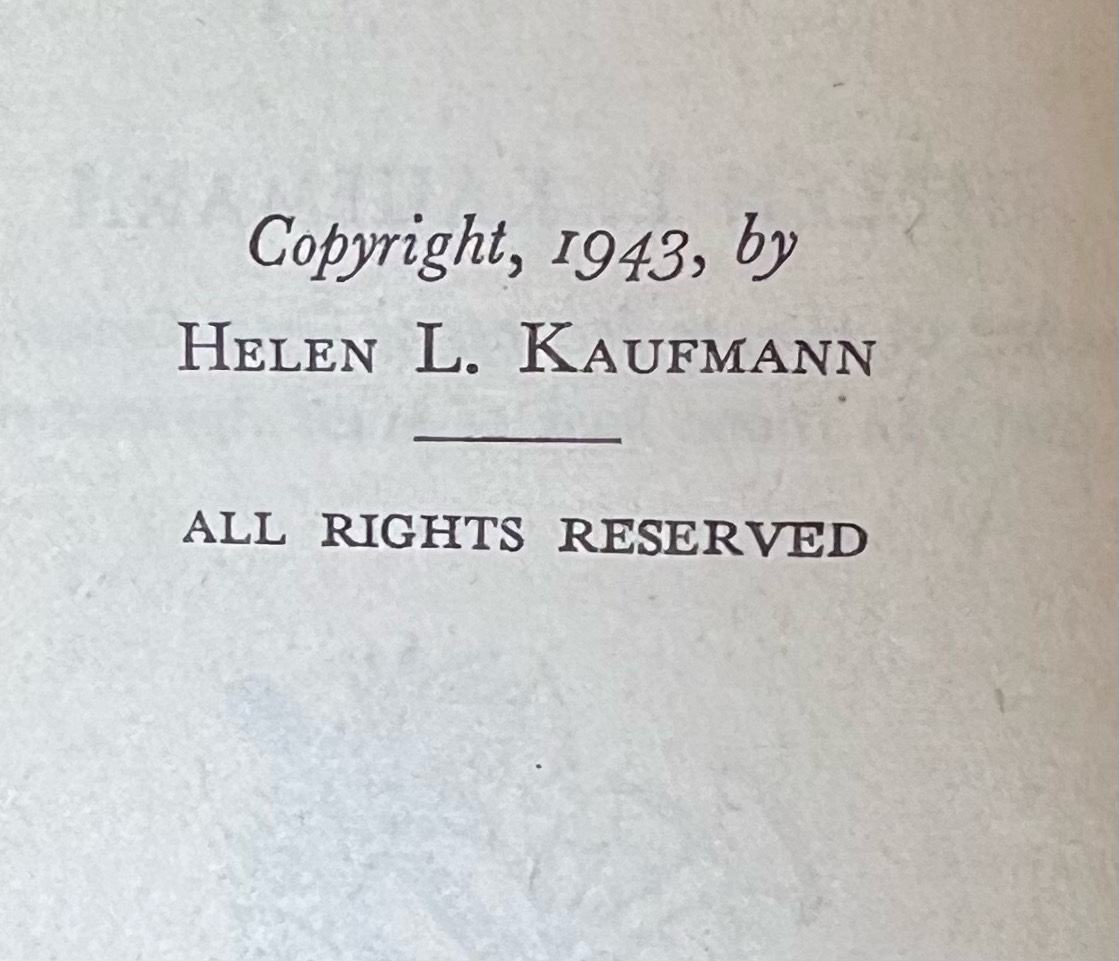 Copyright, 1943, by
Helen L. Kaufmann
ALL RIGHTS RESERVED